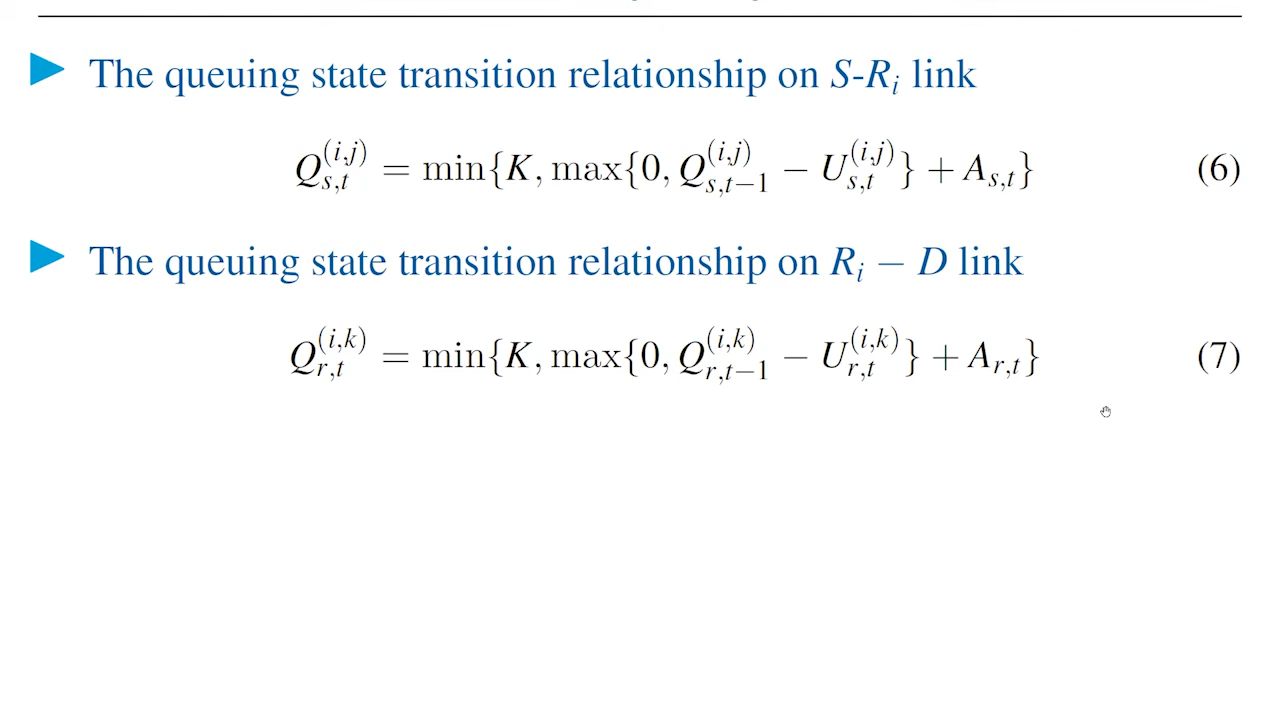 The queuing state transition relationship on S-R_i link
Q_{s,t}^{(i,j)} = min{K, max{0, Q_{s,t−1}^{(i,j)} − U_{s,t}^{(i,j)}} + A_{s,t}} (6)
The queuing state transition relationship on R_i − D link
Q_{r,t}^{(i,k)} = min{K, max{0, Q_{r,t−1}^{(i,k)} − U_{r,t}^{(i,k)}} + A_{r,t}} (7)